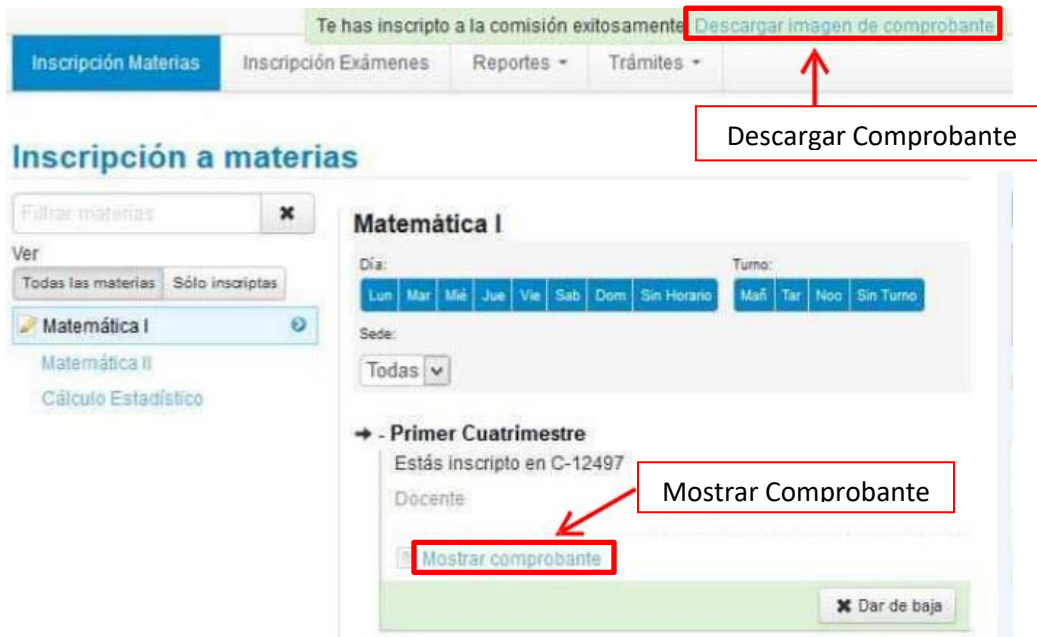 Te has inscripto a la comisión exitosamente Descargar imagen de comprobante
Inscripción Materias Inscripción Exámenes Reportes Trámites
Descargar Comprobante
Inscripción a materias
Filtrar materias
Matemática I
Ver
Todas las materias Sólo inscriptas
Día: Turno:
Lun Mar Mié Jue Vie Sab Dom Sin Horario Mañ Tar Noc Sin Turno
Matemática I
Sede:
Matemática II
Todas
Cálculo Estadístico
- Primer Cuatrimestre
Estás inscripto en C-12497
Mostrar Comprobante
Docente
Mostrar comprobante
Dar de baja